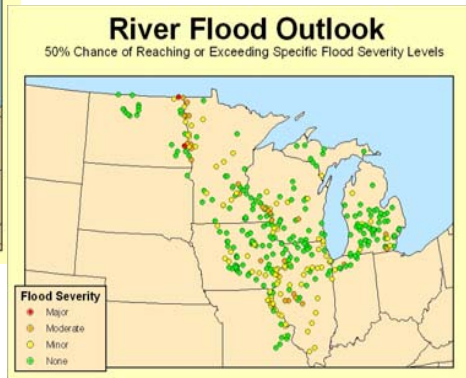 River Flood Outlook
50% Chance of Reaching or Exceeding Specific Flood Severity Levels
Flood Severity
Major
Moderate
Minor
None